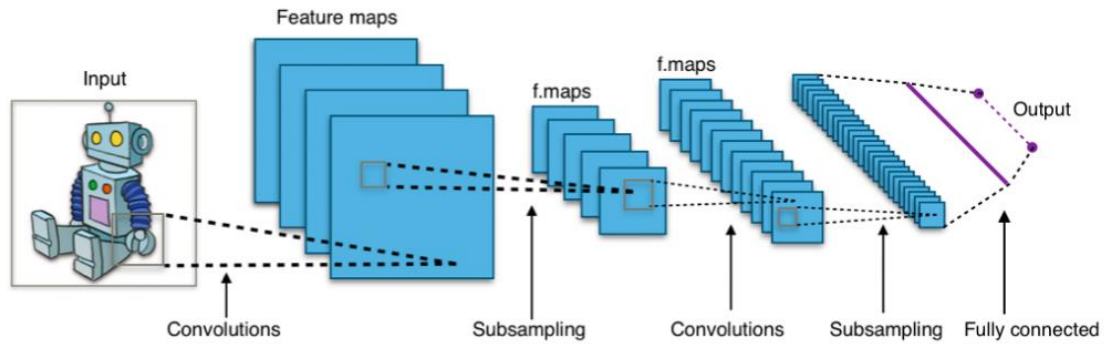 Feature maps
Input
f.maps
f.maps
Output
Convolutions
Subsampling
Convolutions
Subsampling
Fully connected